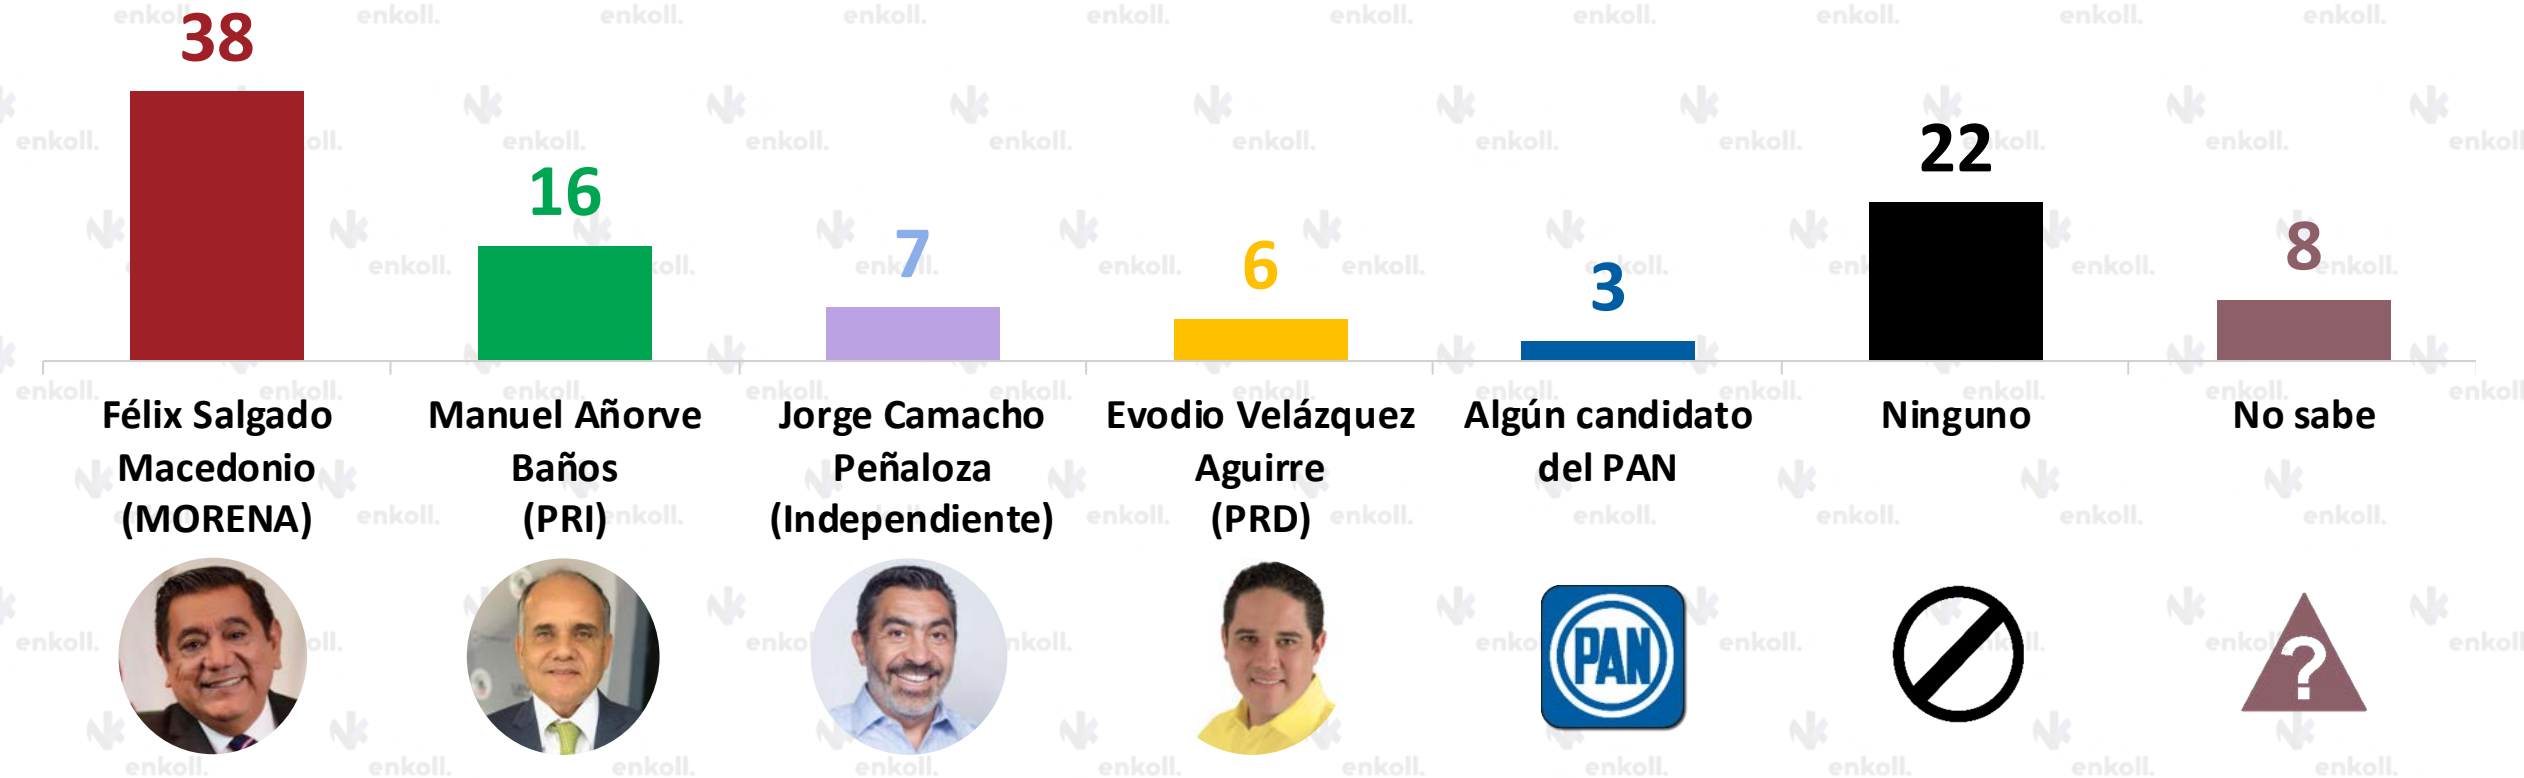 38
16
7
6
3
22
8
Félix Salgado
Macedonio
(MORENA)
Manuel Añorve
Baños
(PRI)
Jorge Camacho
Peñaloza
(Independiente)
Evodio Velázquez
Aguirre
(PRD)
Algún candidato
del PAN
Ninguno
No sabe
PAN
?
enkoll.